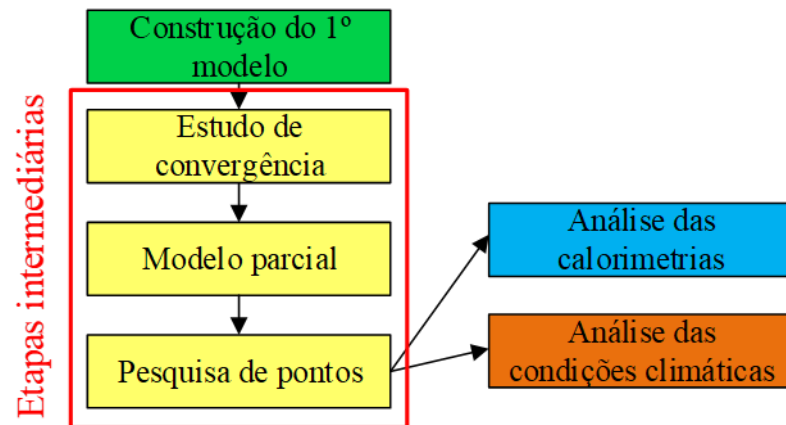 Construção do 1º
modelo
Etapas intermediárias
Estudo de
convergência
Modelo parcial
Pesquisa de pontos
Análise das
calorimetrias
Análise das
condições climáticas